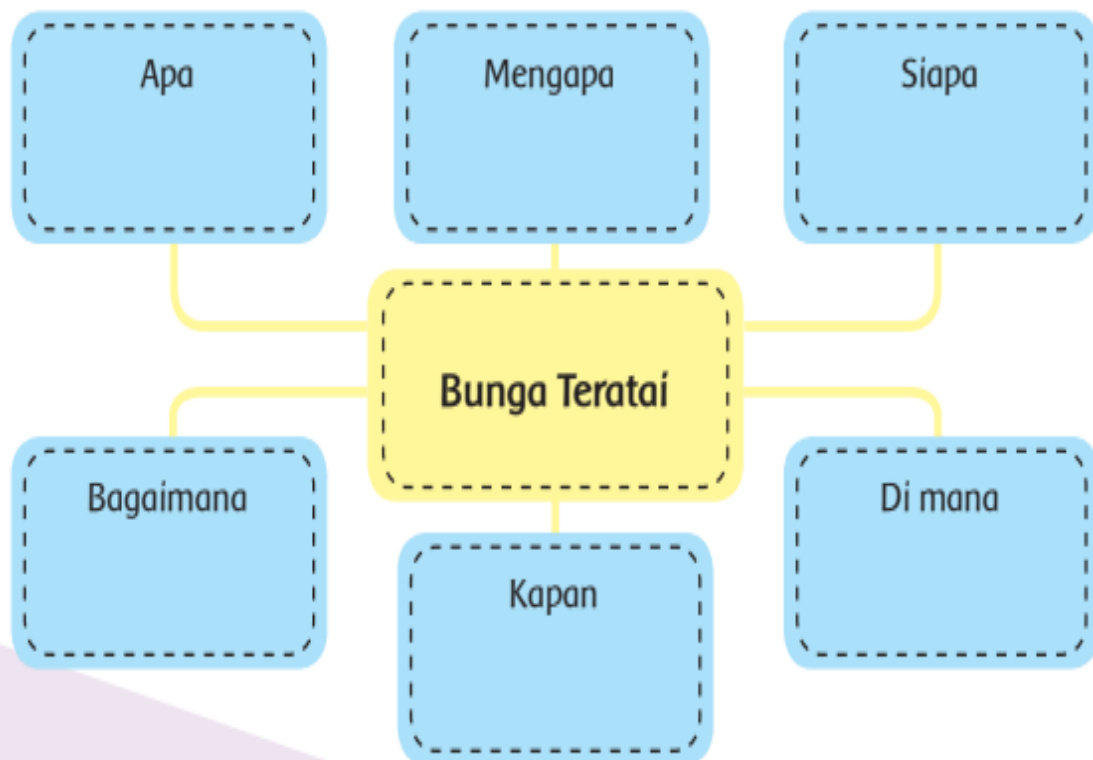 Apa
Mengapa
Siapa
Bunga Teratai
Bagaimana
Di mana
Kapan